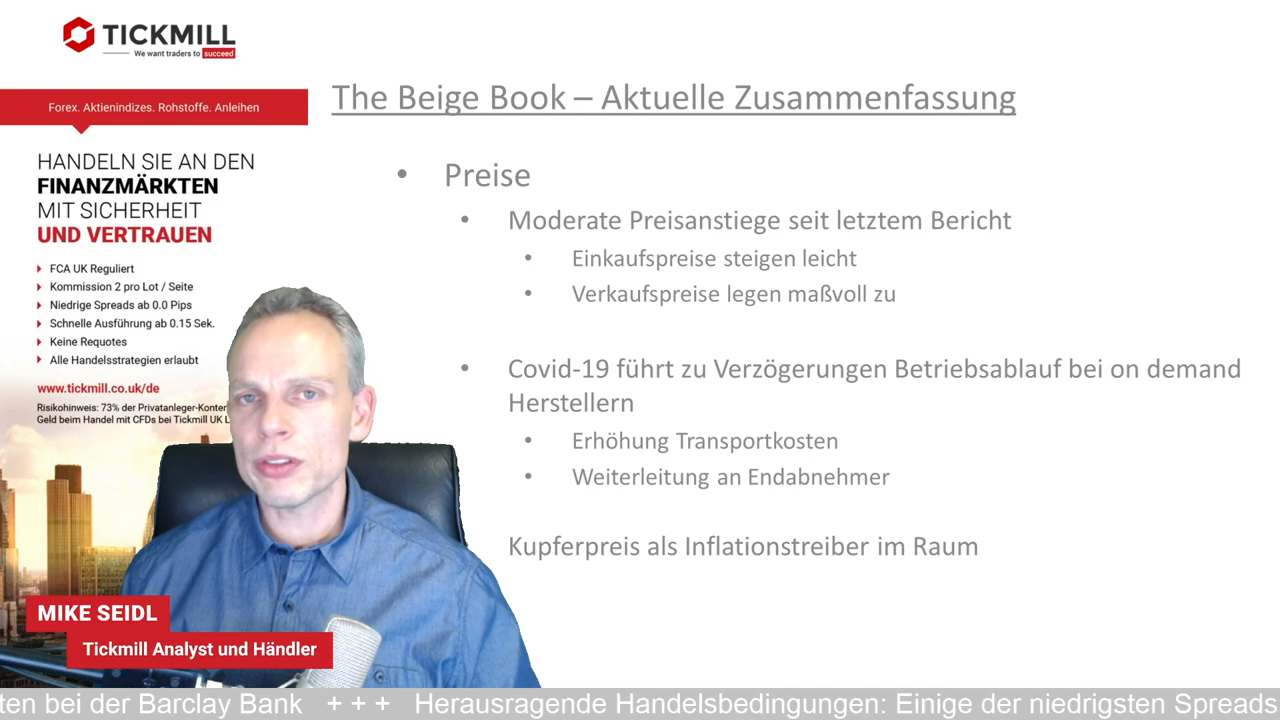 TICKMILL
We want traders to succeed
Forex. Aktienindizes. Rohstoffe. Anleihen
HANDELN SIE AN DEN
FINANZMÄRKTEN
MIT SICHERHEIT
UND VERTRAUEN
FCA UK Reguliert
Kommission 2 pro Lot / Seite
Niedrige Spreads ab 0.0 Pips
Schnelle Ausführung ab 0.15 Sek.
Keine Requotes
Alle Handelsstrategien erlaubt
www.tickmill.co.uk/de
Risikohinweis: 73% der Privatanleger-Konten
Geld beim Handel mit CFDs bei Tickmill UK
The Beige Book – Aktuelle Zusammenfassung
• Preise
• Moderate Preisanstiege seit letztem Bericht
• Einkaufspreise steigen leicht
• Verkaufspreise legen maßvoll zu
• Covid-19 führt zu Verzögerungen Betriebsablauf bei on demand
Herstellern
• Erhöhung Transportkosten
• Weiterleitung an Endabnehmer
Kupferpreis als Inflationstreiber im Raum
MIKE SEIDL
Tickmill Analyst und Händler
ten bei der Barclay Bank + + + Herausragende Handelsbedingungen: Einige der niedrigsten Spreads